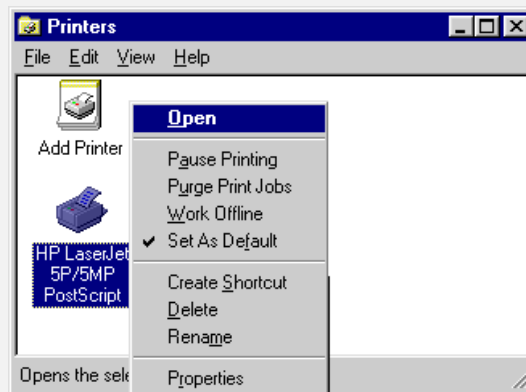 Printers
File Edit View Help
Add Printer
HP LaserJet
5P/5MP
PostScript
Open
Pause Printing
Purge Print Jobs
Work Offline
Set As Default
Create Shortcut
Delete
Rename
Properties
Opens the sele